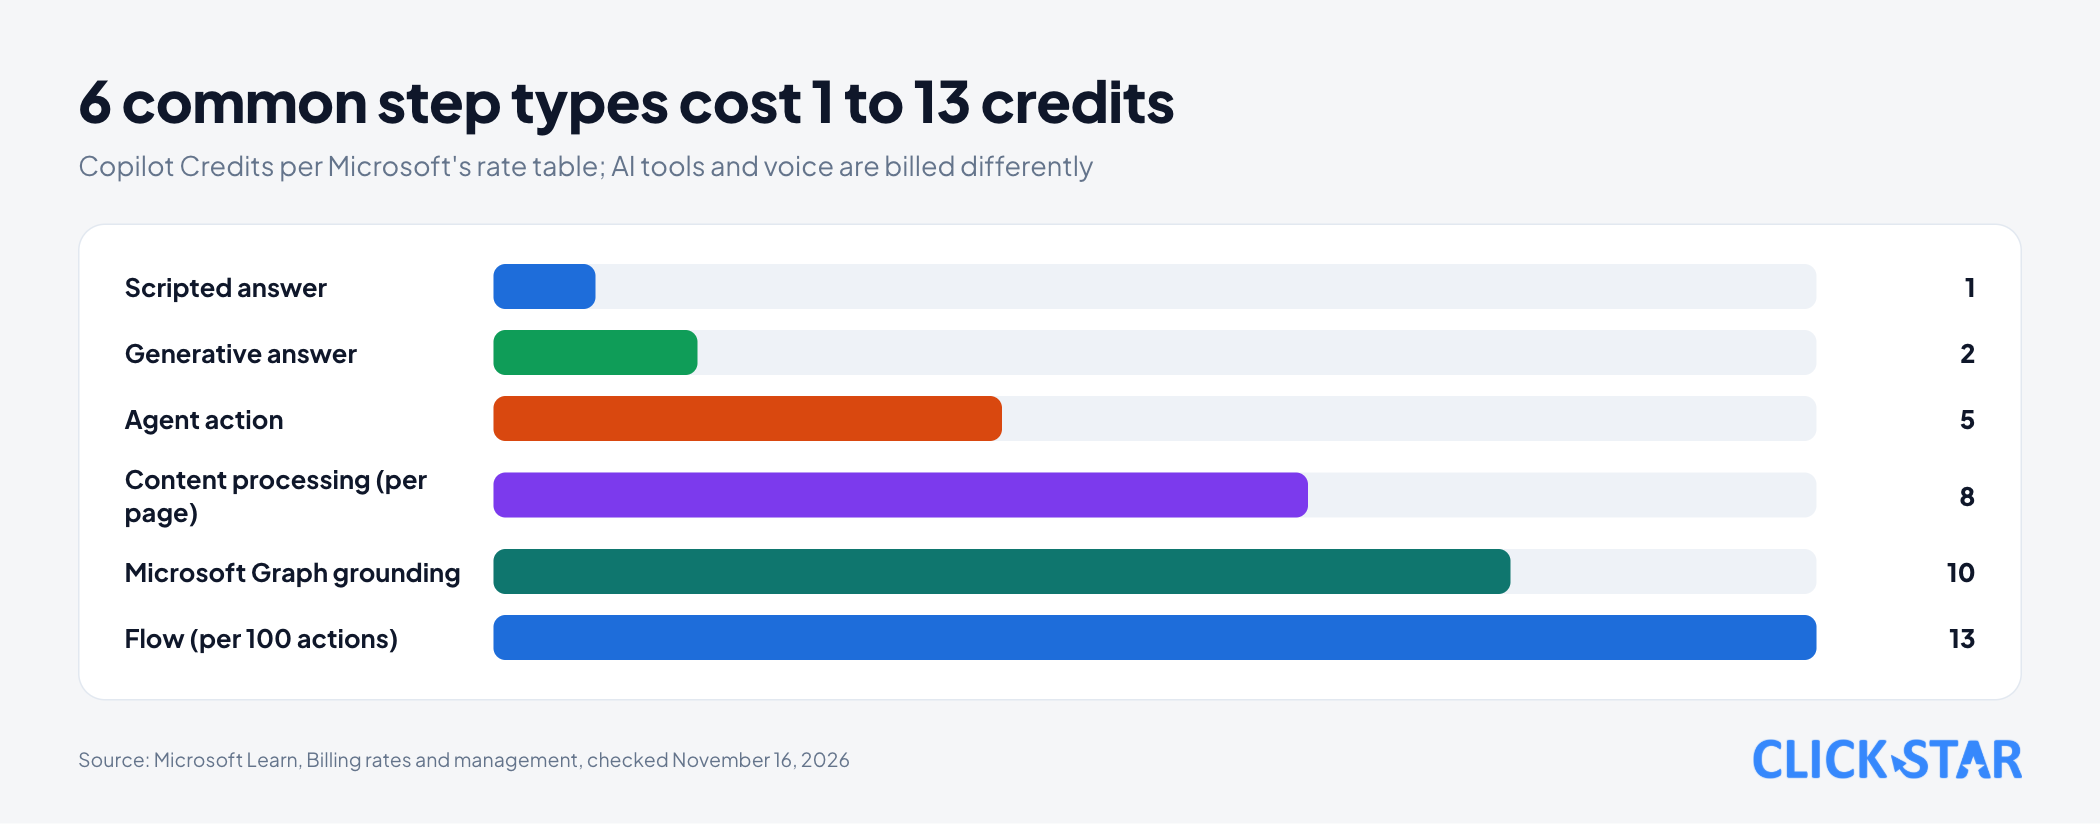 6 common step types cost 1 to 13 credits
Copilot Credits per Microsoft's rate table; AI tools and voice are billed differently
Scripted answer 1
Generative answer 2
Agent action 5
Content processing (per
page) 8
Microsoft Graph grounding 10
Flow (per 100 actions) 13
Source: Microsoft Learn, Billing rates and management, checked November 16, 2026
CLICKSTAR